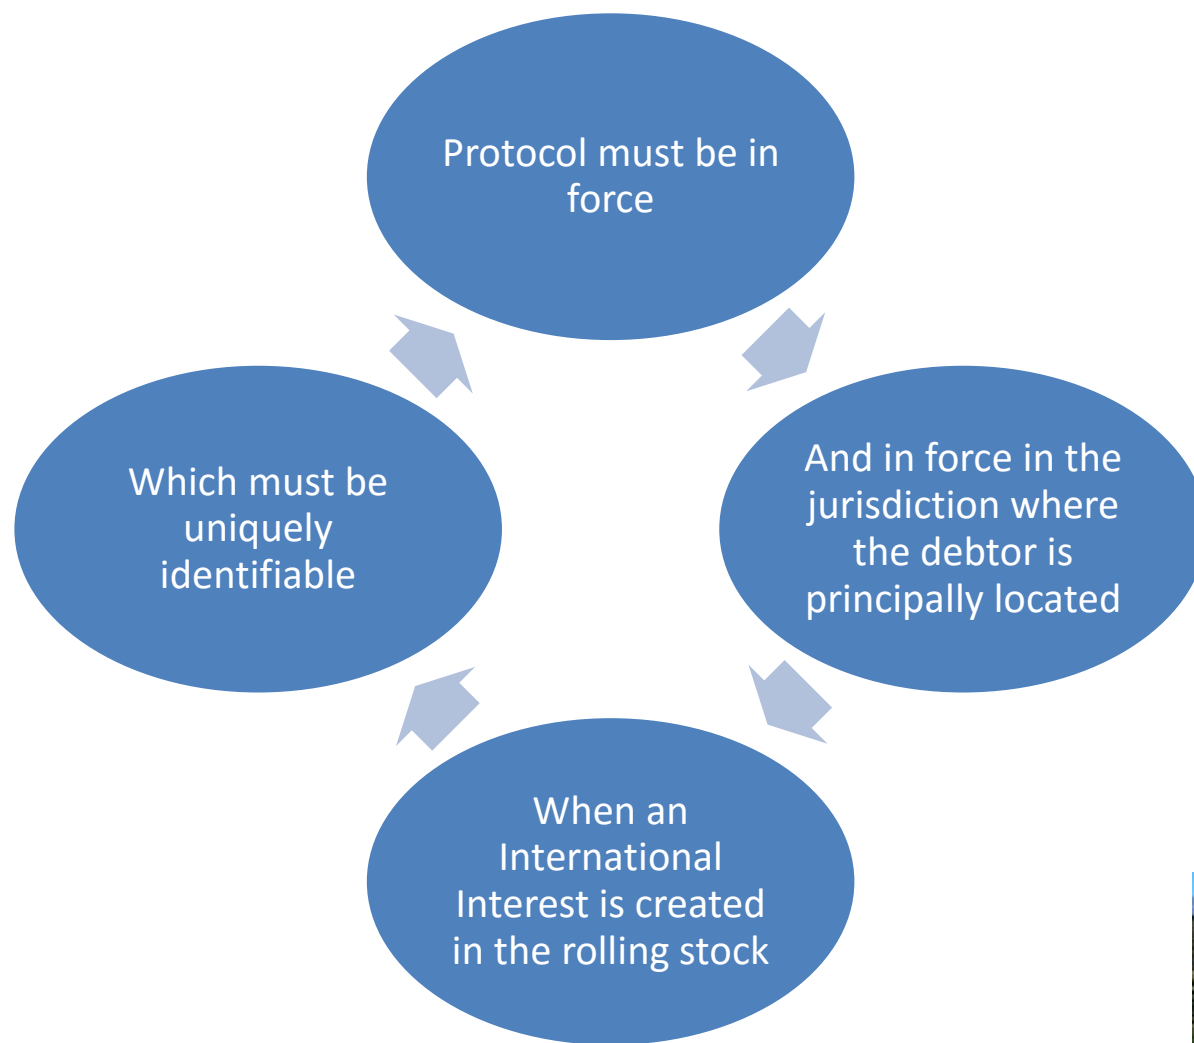 Protocol must be in
force
And in force in the
jurisdiction where
the debtor is
principally located
When an
International
Interest is created
in the rolling stock
Which must be
uniquely
identifiable